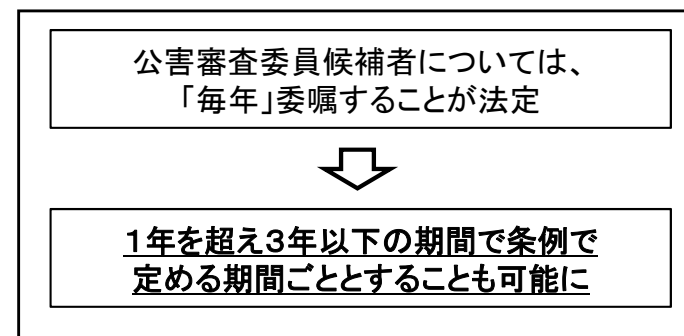 公害審査委員候補者については、
「毎年」委嘱することが法定
１年を超え３年以下の期間で条例で
定める期間ごととすることも可能に